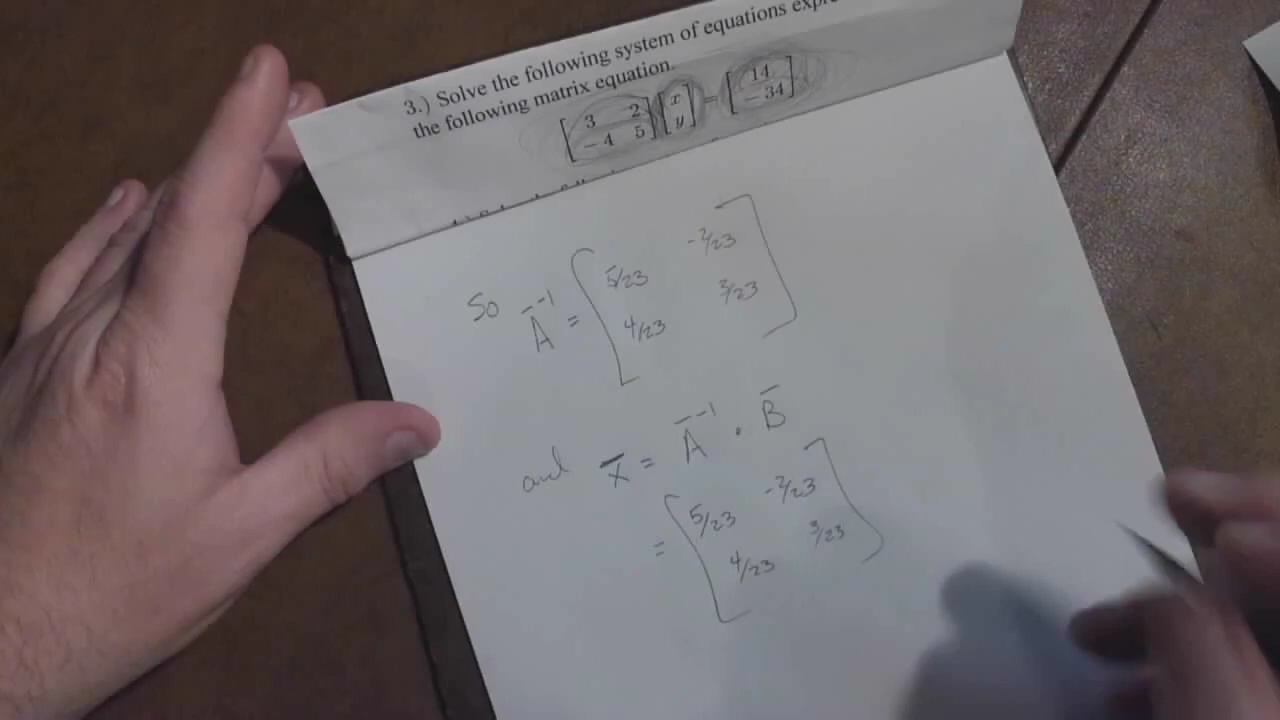 3.) Solve the following system of equations
the following matrix equation.
[3 2] [x] = [14]
[-4 5] [y] [-34]
So A̅⁻¹ = [5/23 -2/23]
[4/23 3/23]
and x̅ = A̅⁻¹ · B̅
= [5/23 -2/23]
[4/23 3/23]